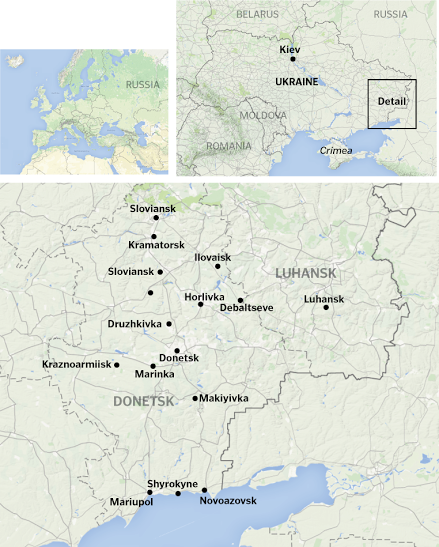 RUSSIA
BELARUS
RUSSIA
Kiev
UKRAINE
Detail
MOLDOVA
ROMANIA
Crimea
Sloviansk
Kramatorsk
Ilovaisk
Sloviansk
LUHANSK
Horlivka
Luhansk
Debaltseve
Druzhkivka
Donetsk
Kraznoarmiisk
Marinka
DONETSK
Makiyivka
Shyrokyne
Mariupol
Novoazovsk